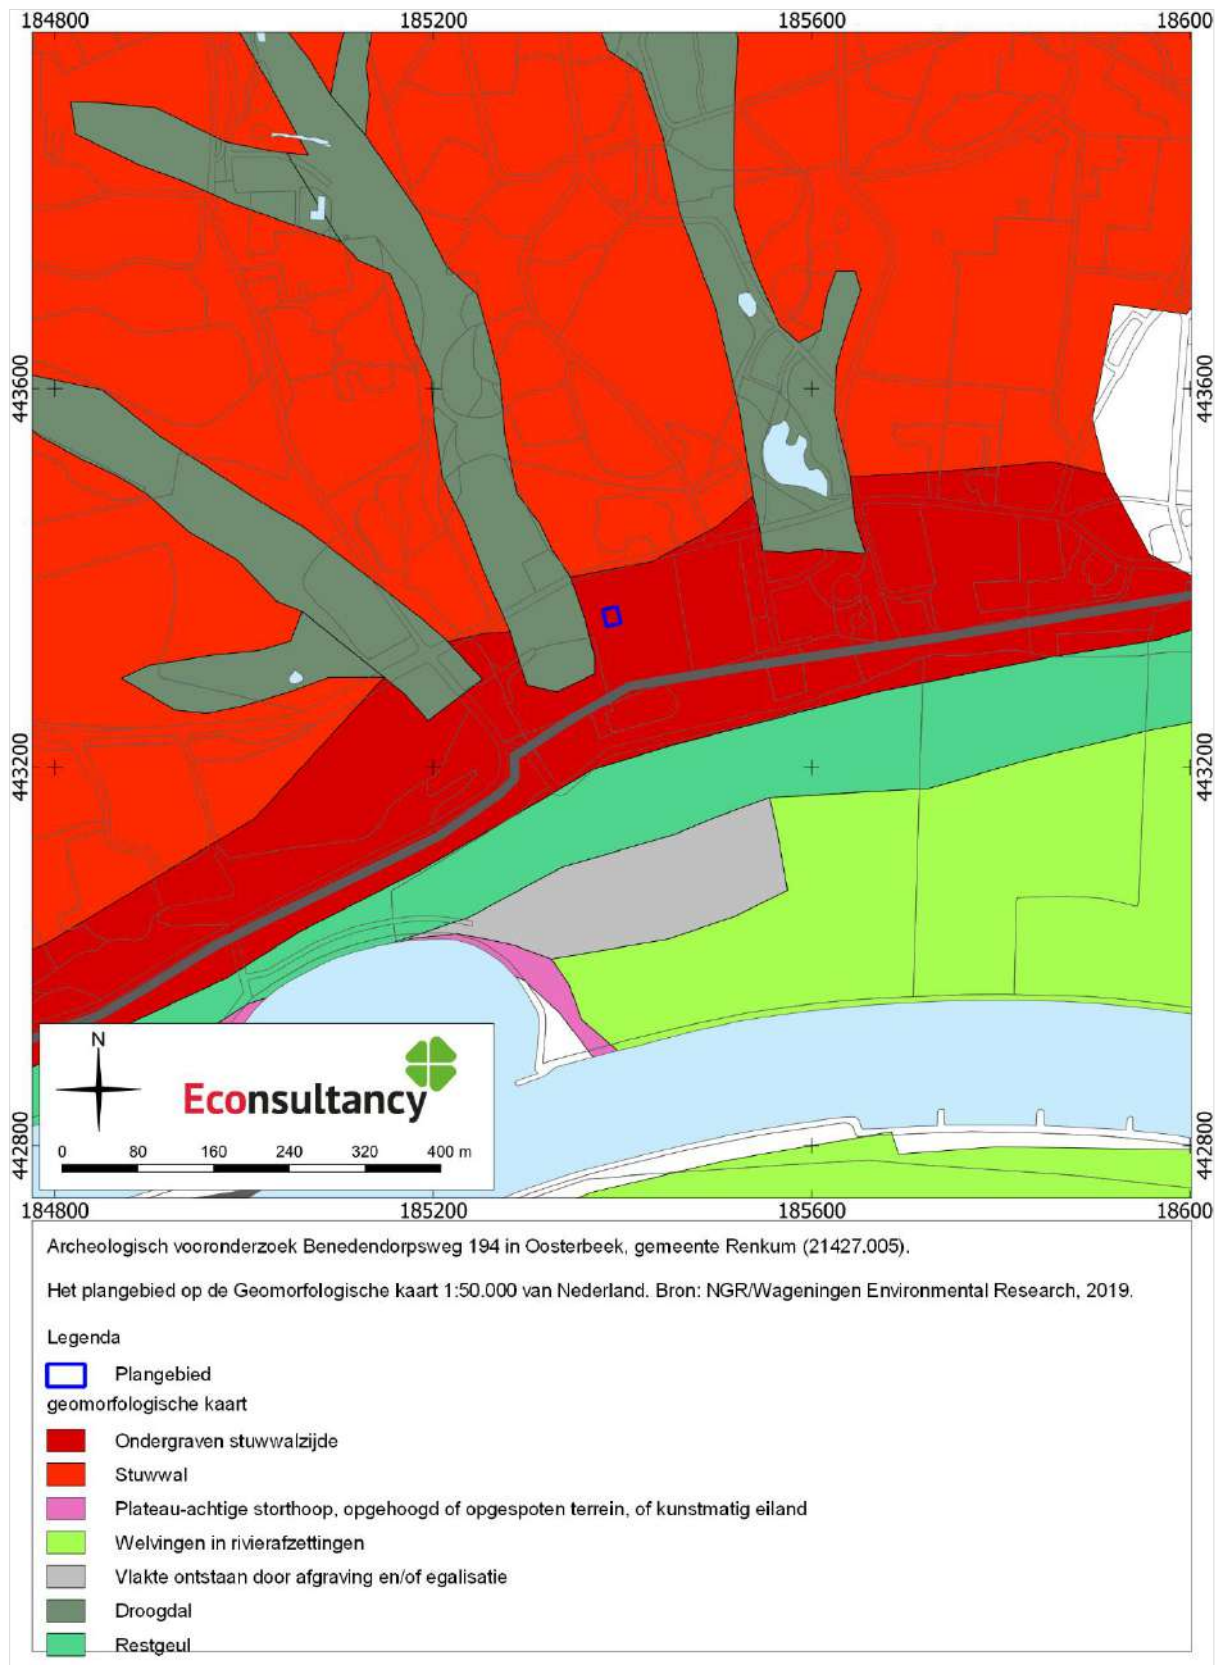 184800 185200 185600 18600
443600 443600
443200 443200
442800 442800
N
Econsultancy
0 80 160 240 320 400 m
184800 185200 185600 18600
Archeologisch vooronderzoek Benedendorpsweg 194 in Oosterbeek, gemeente Renkum (21427.005).
Het plangebied op de Geomorfologische kaart 1:50.000 van Nederland. Bron: NGR/Wageningen Environmental Research, 2019.
Legenda
Plangebied
geomorfologische kaart
Ondergraven stuwwalzijde
Stuwwal
Plateau-achtige storthoop, opgehoogd of opgespoten terrein, of kunstmatig eiland
Welvingen in rivierafzettingen
Vlakte ontstaan door afgraving en/of egalisatie
Droogdal
Restgeul